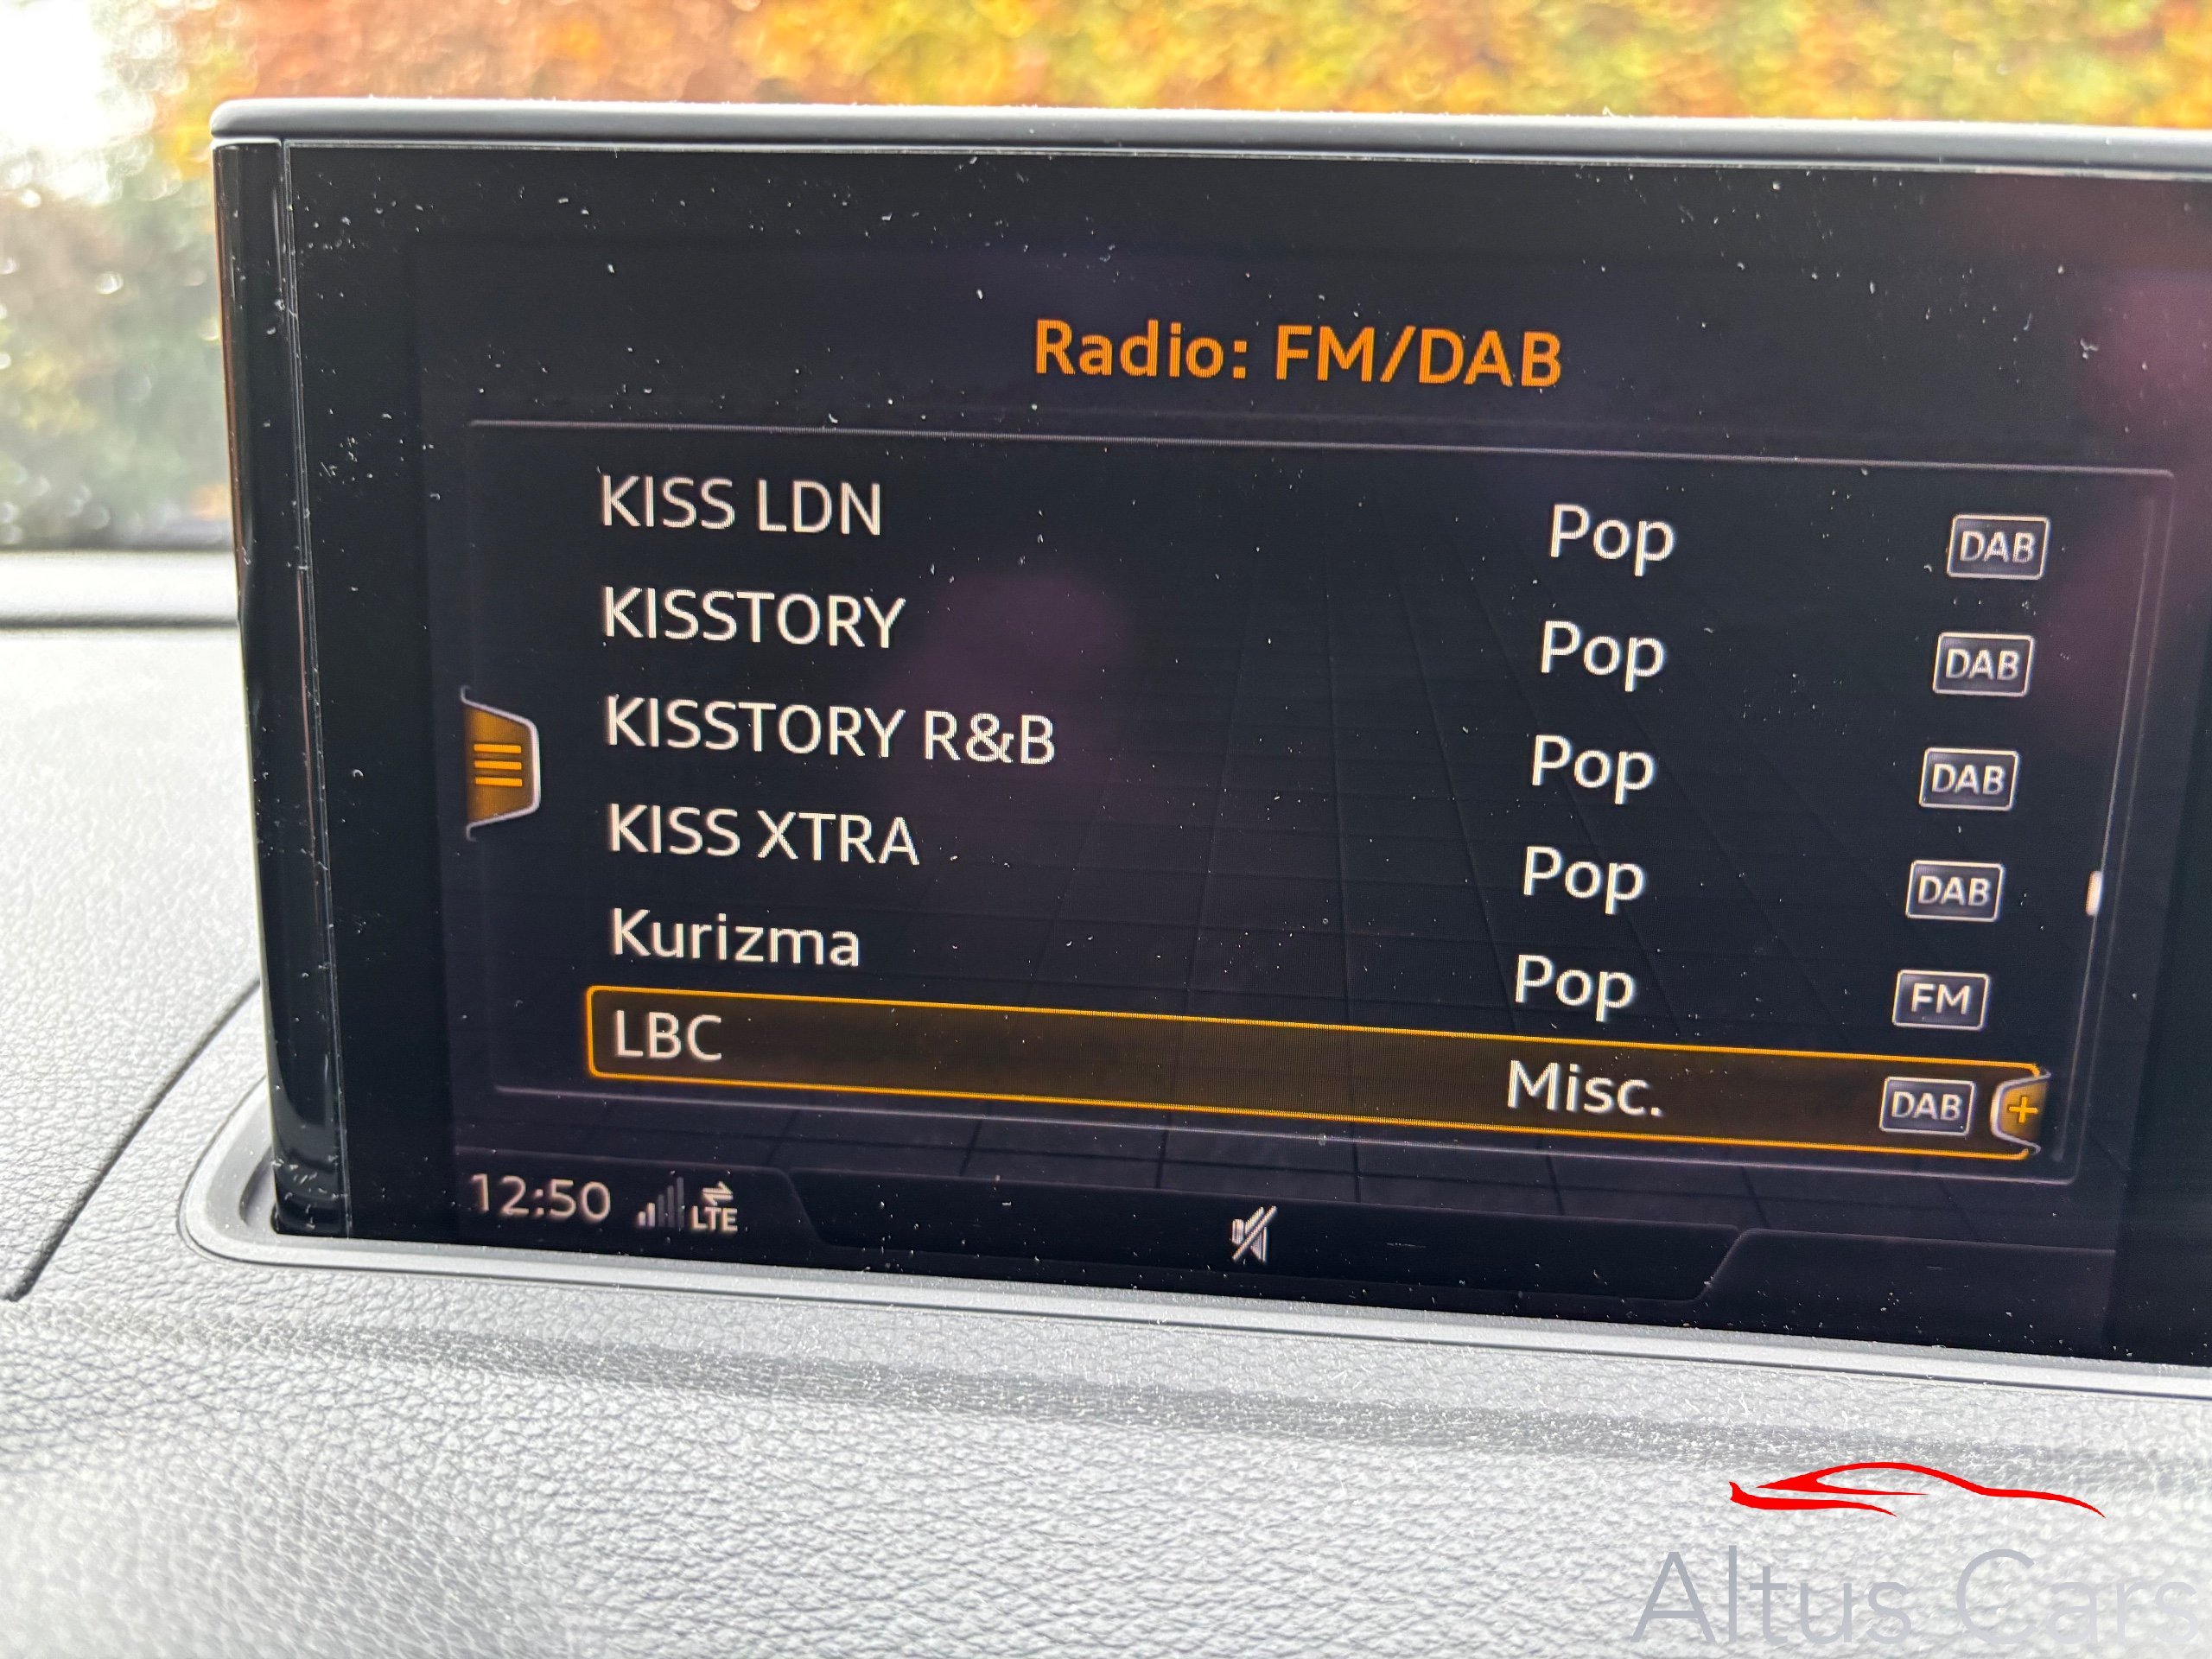 Radio: FM/DAB
KISS LDN Pop DAB
KISSTORY Pop DAB
KISSTORY R&B Pop DAB
KISS XTRA Pop DAB
Kurizma Pop FM
LBC Misc. DAB +
12:50 LTE
Altus Cars